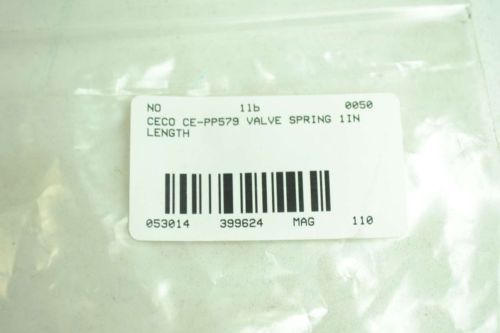 NO 1lb 0050
CECO CE-PP579 VALVE SPRING 1IN
LENGTH
053014 399624 MAG 110